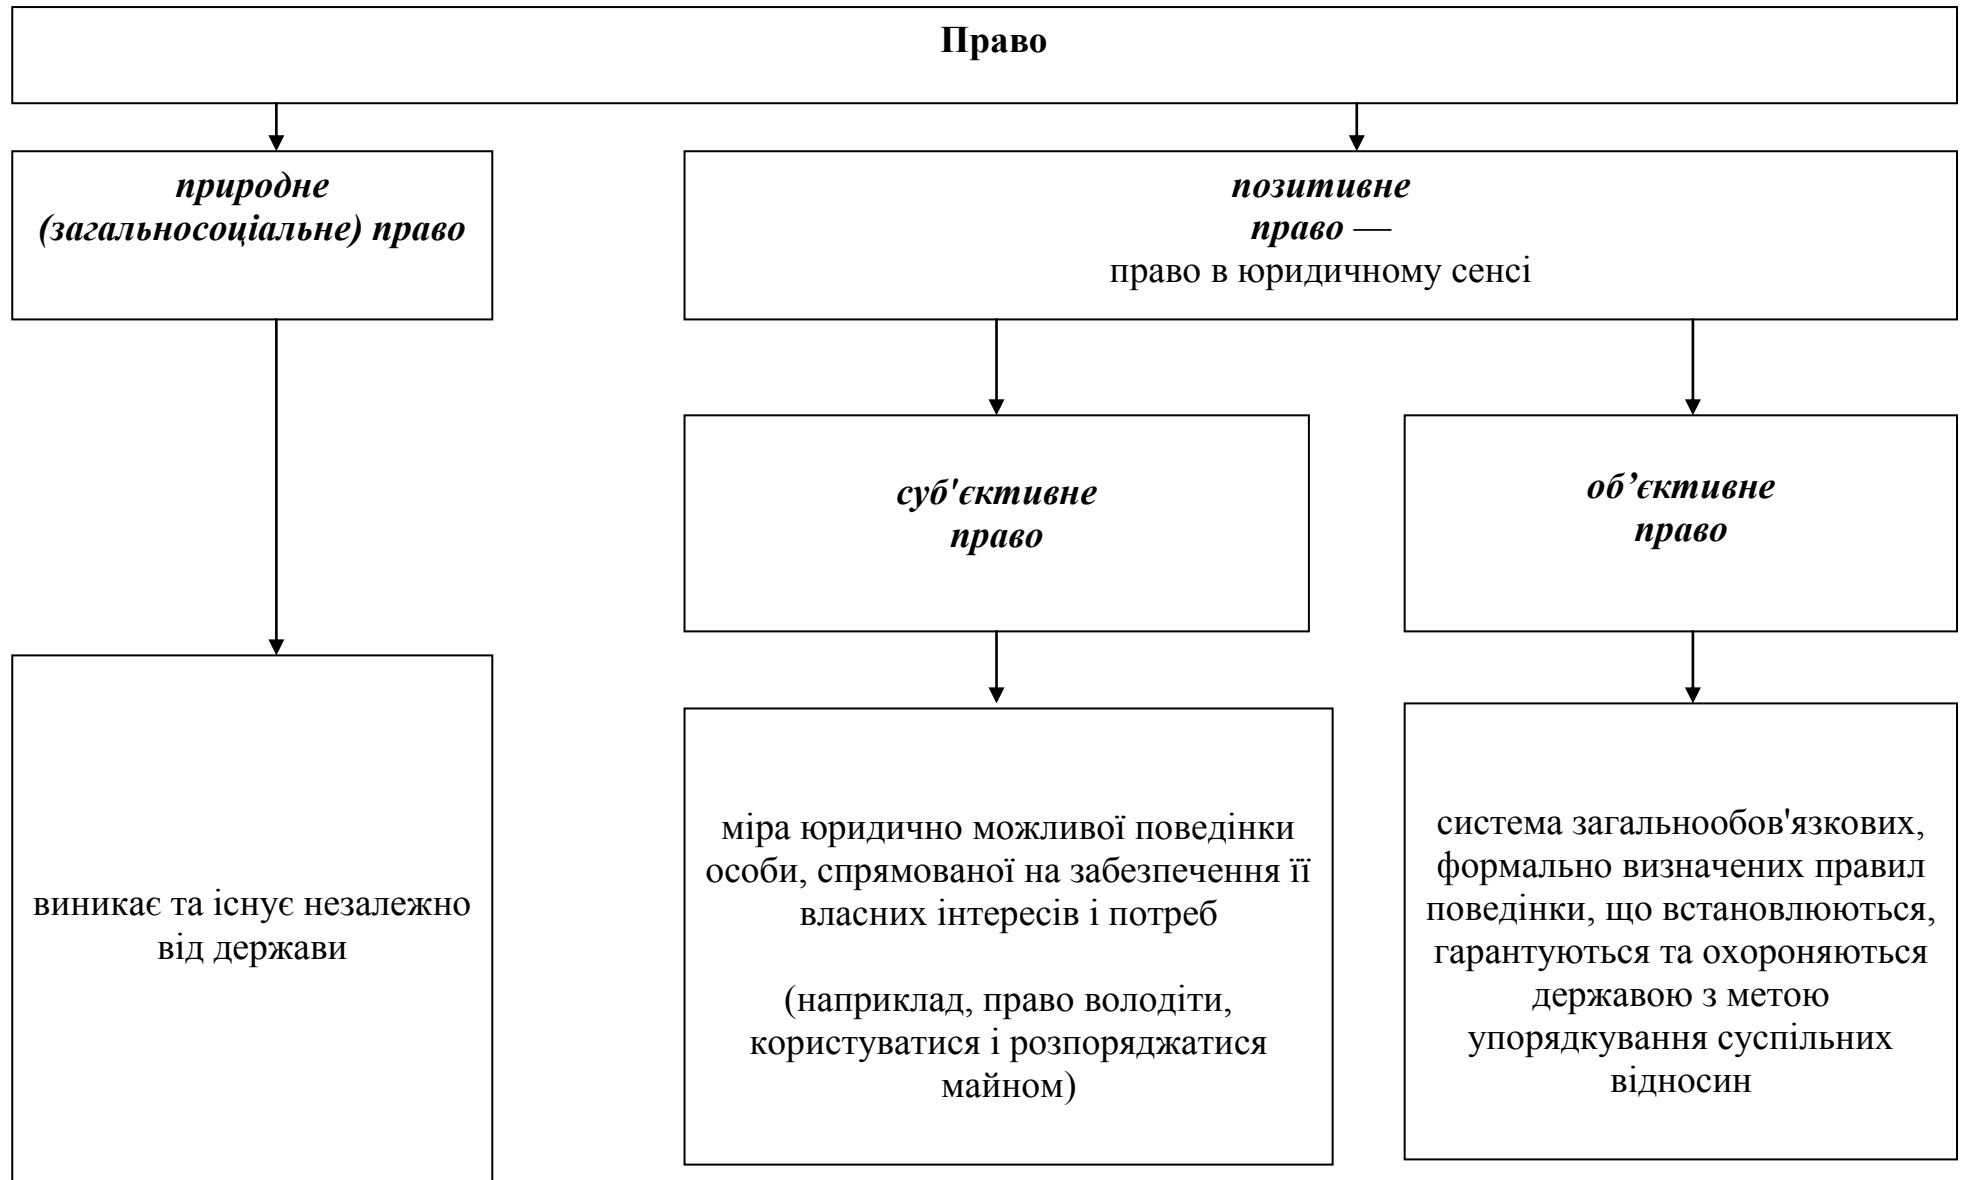 Право
природне
(загальносоціальне) право
позитивне
право —
право в юридичному сенсі
суб'єктивне
право
об’єктивне
право
виникає та існує незалежно
від держави
міра юридично можливої поведінки
особи, спрямованої на забезпечення її
власних інтересів і потреб
(наприклад, право володіти,
користуватися і розпоряджатися
майном)
система загальнообов'язкових,
формально визначених правил
поведінки, що встановлюються,
гарантуються та охороняються
державою з метою
упорядкування суспільних
відносин